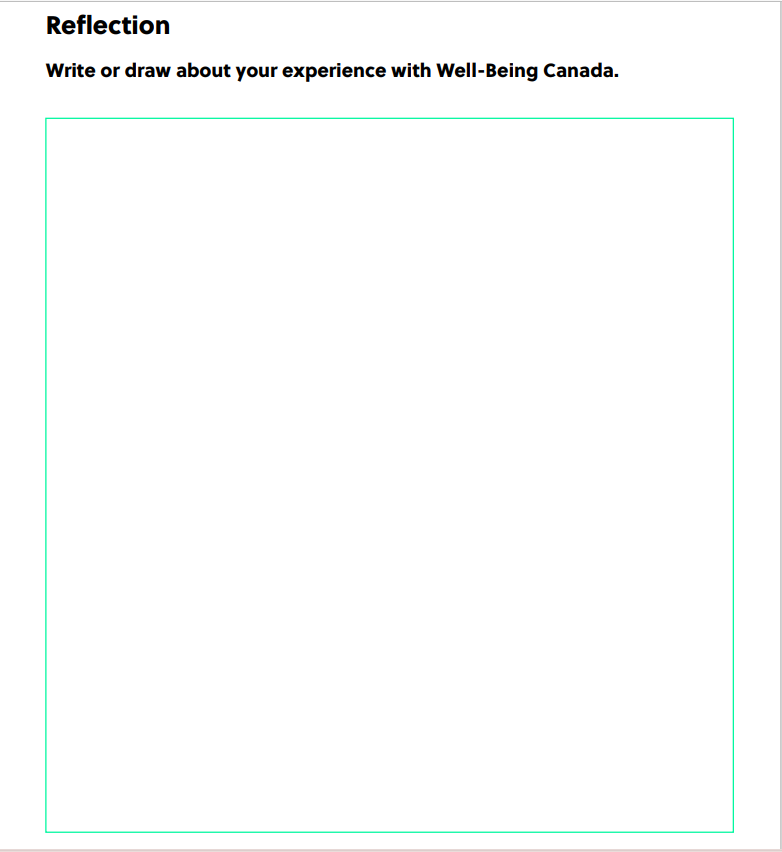 Reflection
Write or draw about your experience with Well-Being Canada.